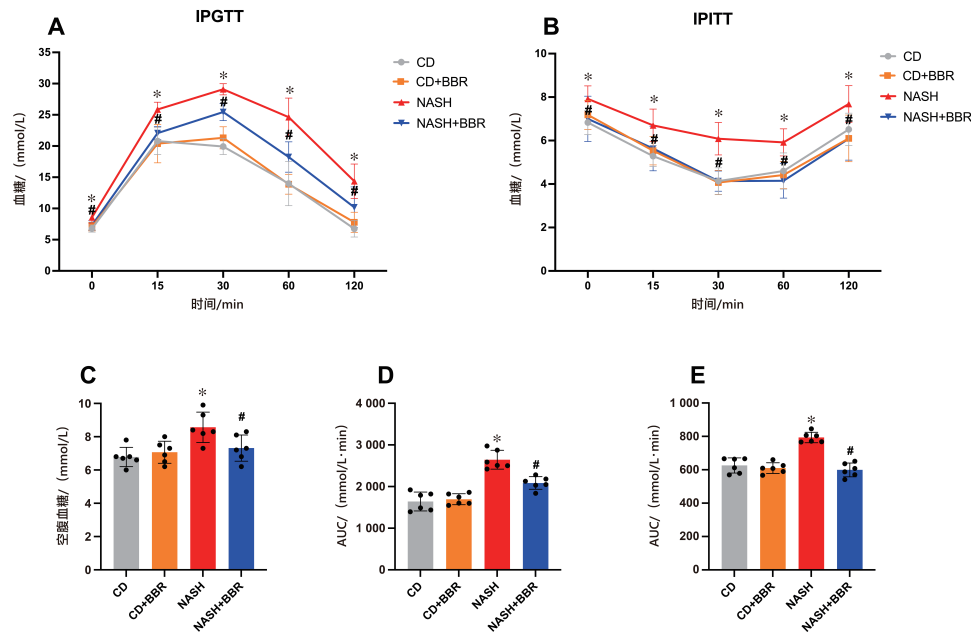 A
IPGTT
35
30
25
20
15
10
5
0
血糖/（mmol/L）
*
#
*
#
*
#
*
#
*
#
0
15
30
60
120
时间/min
CD
CD+BBR
NASH
NASH+BBR
B
IPITT
10
8
6
4
2
0
血糖/（mmol/L）
*
#
*
#
*
#
*
#
*
#
0
15
30
60
120
时间/min
CD
CD+BBR
NASH
NASH+BBR
C
10
8
6
4
2
0
空腹血糖/（mmol/L）
*
#
CD
CD+BBR
NASH
NASH+BBR
D
4 000
3 000
2 000
1 000
0
AUC/（mmol/L·min）
*
#
CD
CD+BBR
NASH
NASH+BBR
E
1 000
800
600
400
200
0
AUC/（mmol/L·min）
*
#
CD
CD+BBR
NASH
NASH+BBR